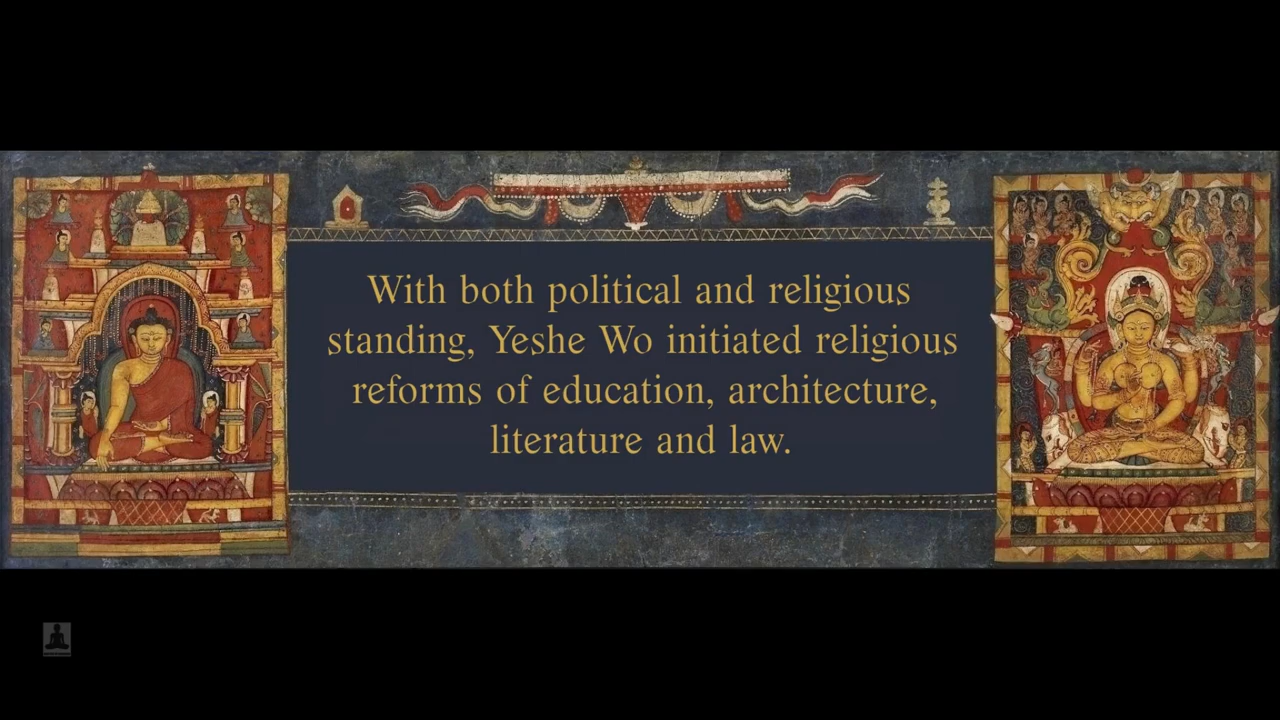 With both political and religious
standing, Yeshe Wo initiated religious
reforms of education, architecture,
literature and law.